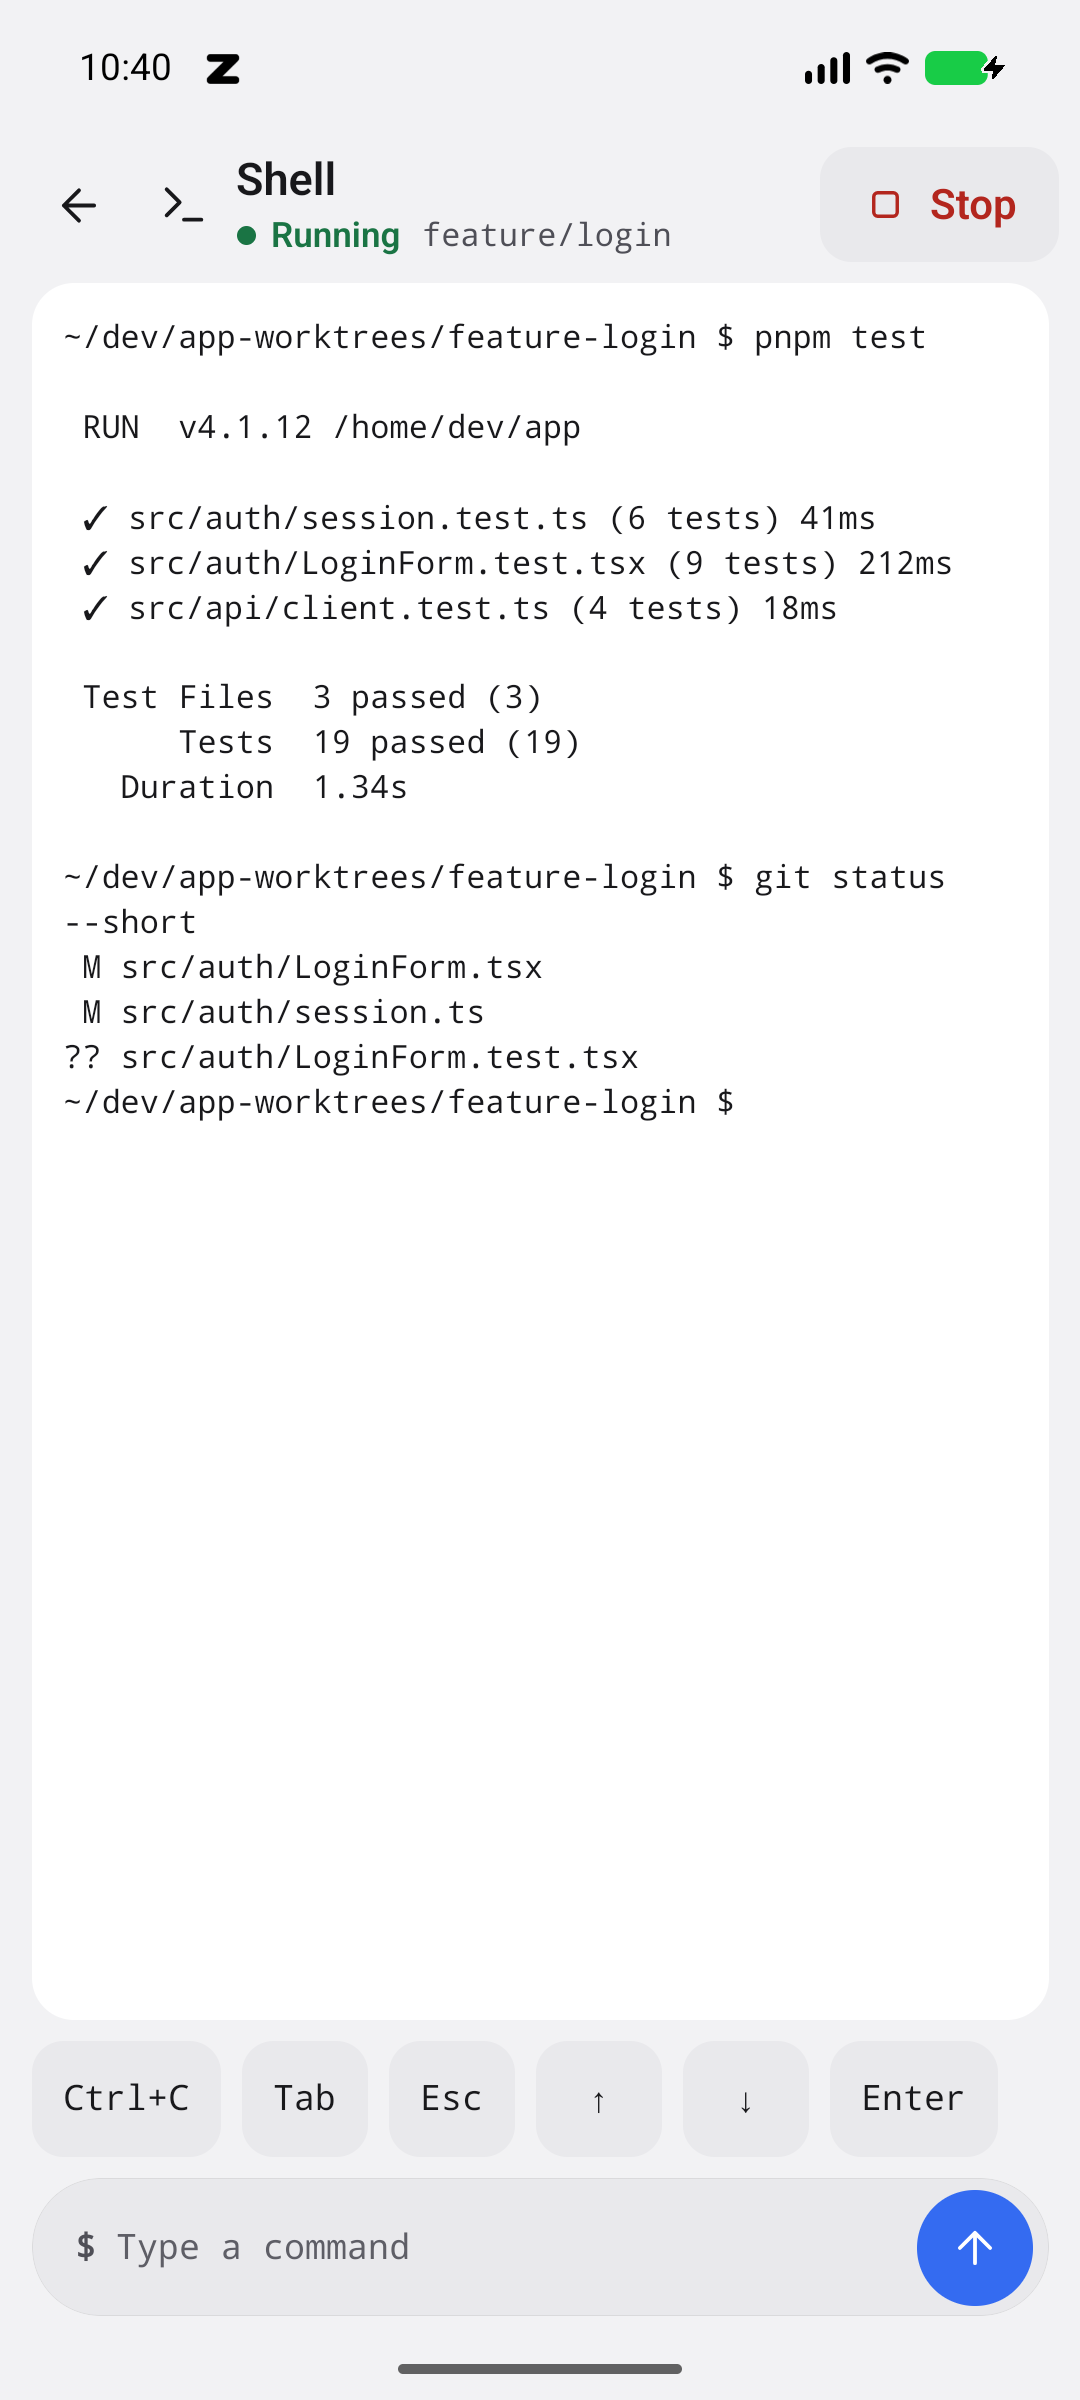 10:40
Shell
Running feature/login
Stop
~/dev/app-worktrees/feature-login $ pnpm test
RUN  v4.1.12 /home/dev/app
✓ src/auth/session.test.ts (6 tests) 41ms
✓ src/auth/LoginForm.test.tsx (9 tests) 212ms
✓ src/api/client.test.ts (4 tests) 18ms
Test Files  3 passed (3)
Tests  19 passed (19)
Duration  1.34s
~/dev/app-worktrees/feature-login $ git status
--short
M src/auth/LoginForm.tsx
M src/auth/session.ts
?? src/auth/LoginForm.test.tsx
~/dev/app-worktrees/feature-login $
Ctrl+C Tab Esc ↑ ↓ Enter
$ Type a command